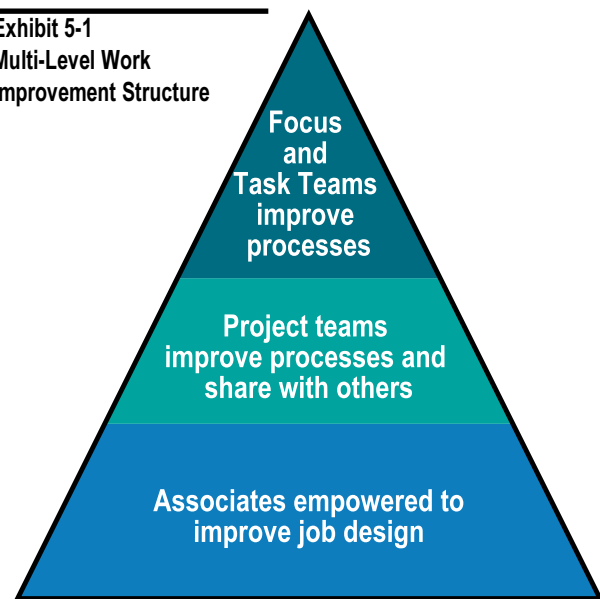 Exhibit 5-1
Multi-Level Work
Improvement Structure
Focus
and
Task Teams
improve
processes
Project teams
improve processes and
share with others
Associates empowered to
improve job design